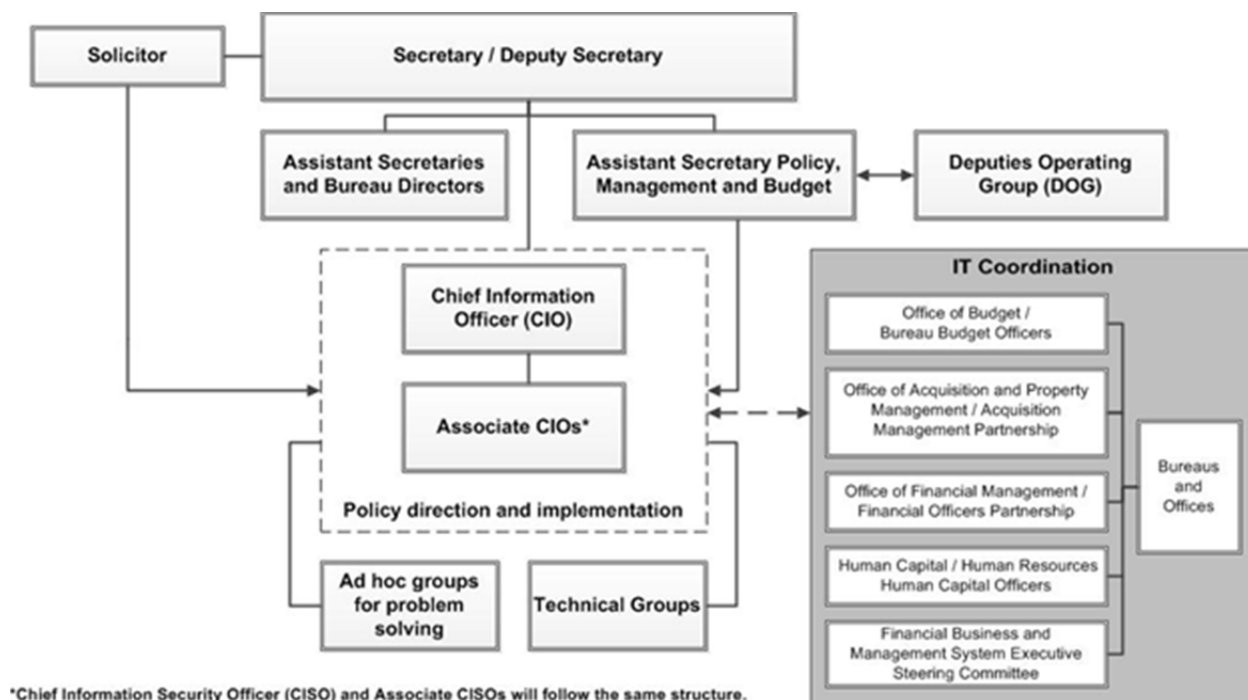 Solicitor
Secretary / Deputy Secretary
Assistant Secretaries
and Bureau Directors
Assistant Secretary Policy,
Management and Budget
Deputies Operating
Group (DOG)
Chief Information
Officer (CIO)
Associate CIOs*
Policy direction and implementation
Ad hoc groups
for problem
solving
Technical Groups
IT Coordination
Office of Budget /
Bureau Budget Officers
Office of Acquisition and Property
Management / Acquisition
Management Partnership
Office of Financial Management /
Financial Officers Partnership
Human Capital / Human Resources
Human Capital Officers
Financial Business and
Management System Executive
Steering Committee
Bureaus
and
Offices
*Chief Information Security Officer (CISO) and Associate CISOs will follow the same structure.